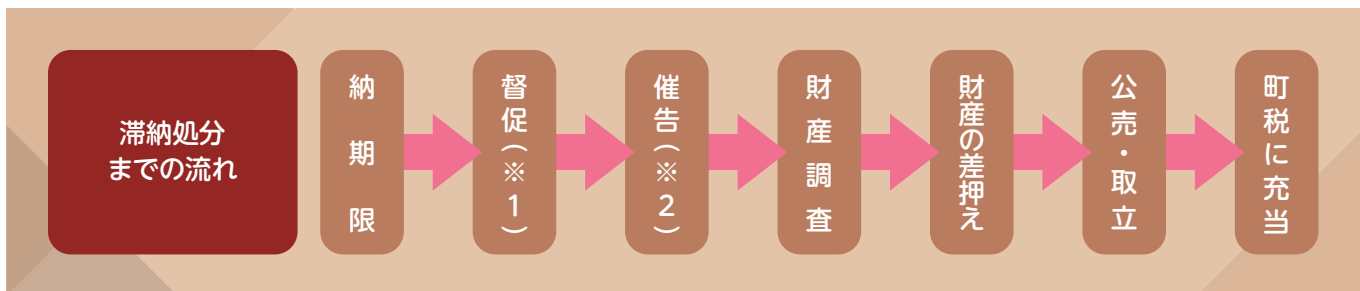 滞納処分
までの流れ
納期限
督促(※1)
催告(※2)
財産調査
財産の差押え
公売・取立
町税に充当